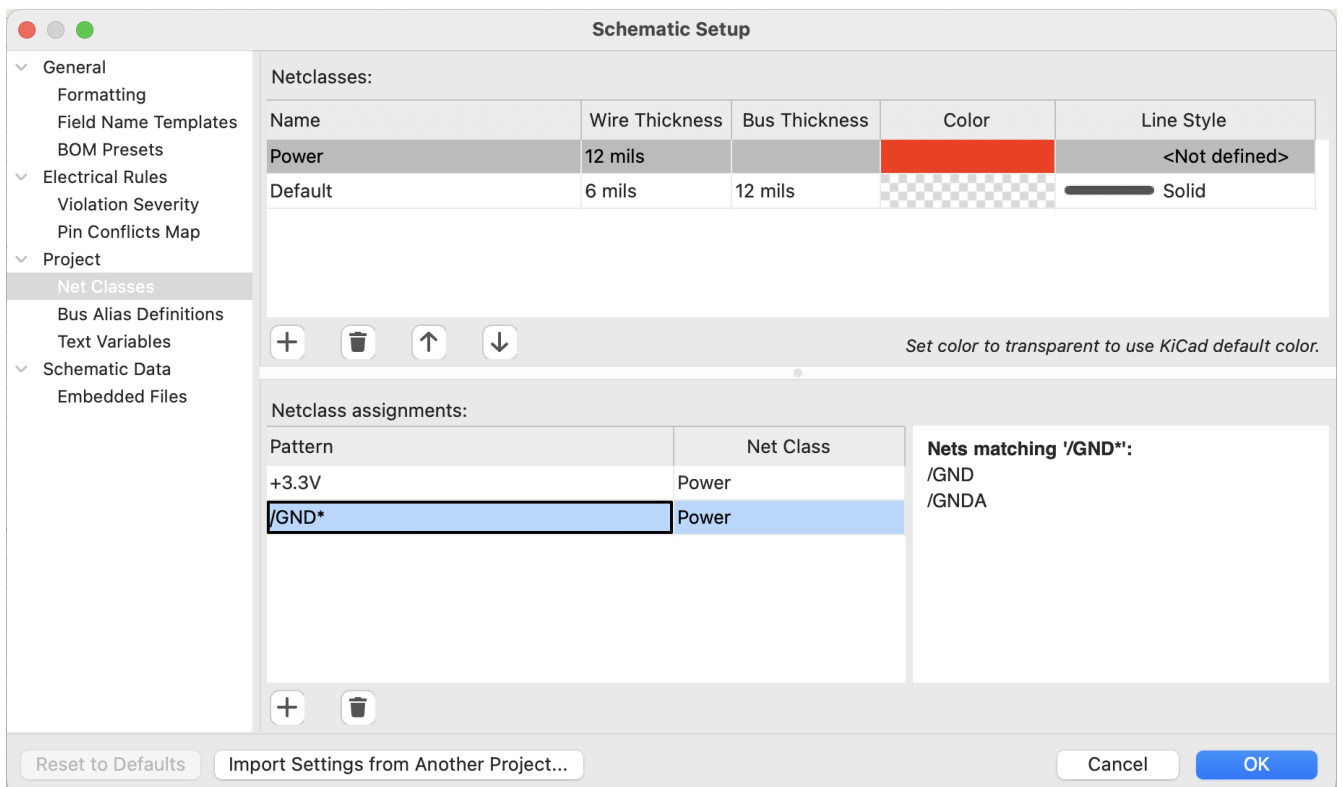 Schematic Setup
General
Formatting
Field Name Templates
BOM Presets
Electrical Rules
Violation Severity
Pin Conflicts Map
Project
Net Classes
Bus Alias Definitions
Text Variables
Schematic Data
Embedded Files
Netclasses:
Name Wire Thickness Bus Thickness Color Line Style
Power 12 mils <Not defined>
Default 6 mils 12 mils Solid
Set color to transparent to use KiCad default color.
Netclass assignments:
Pattern Net Class
+3.3V Power
/GND* Power
Nets matching '/GND*':
/GND
/GNDA
Reset to Defaults Import Settings from Another Project... Cancel OK